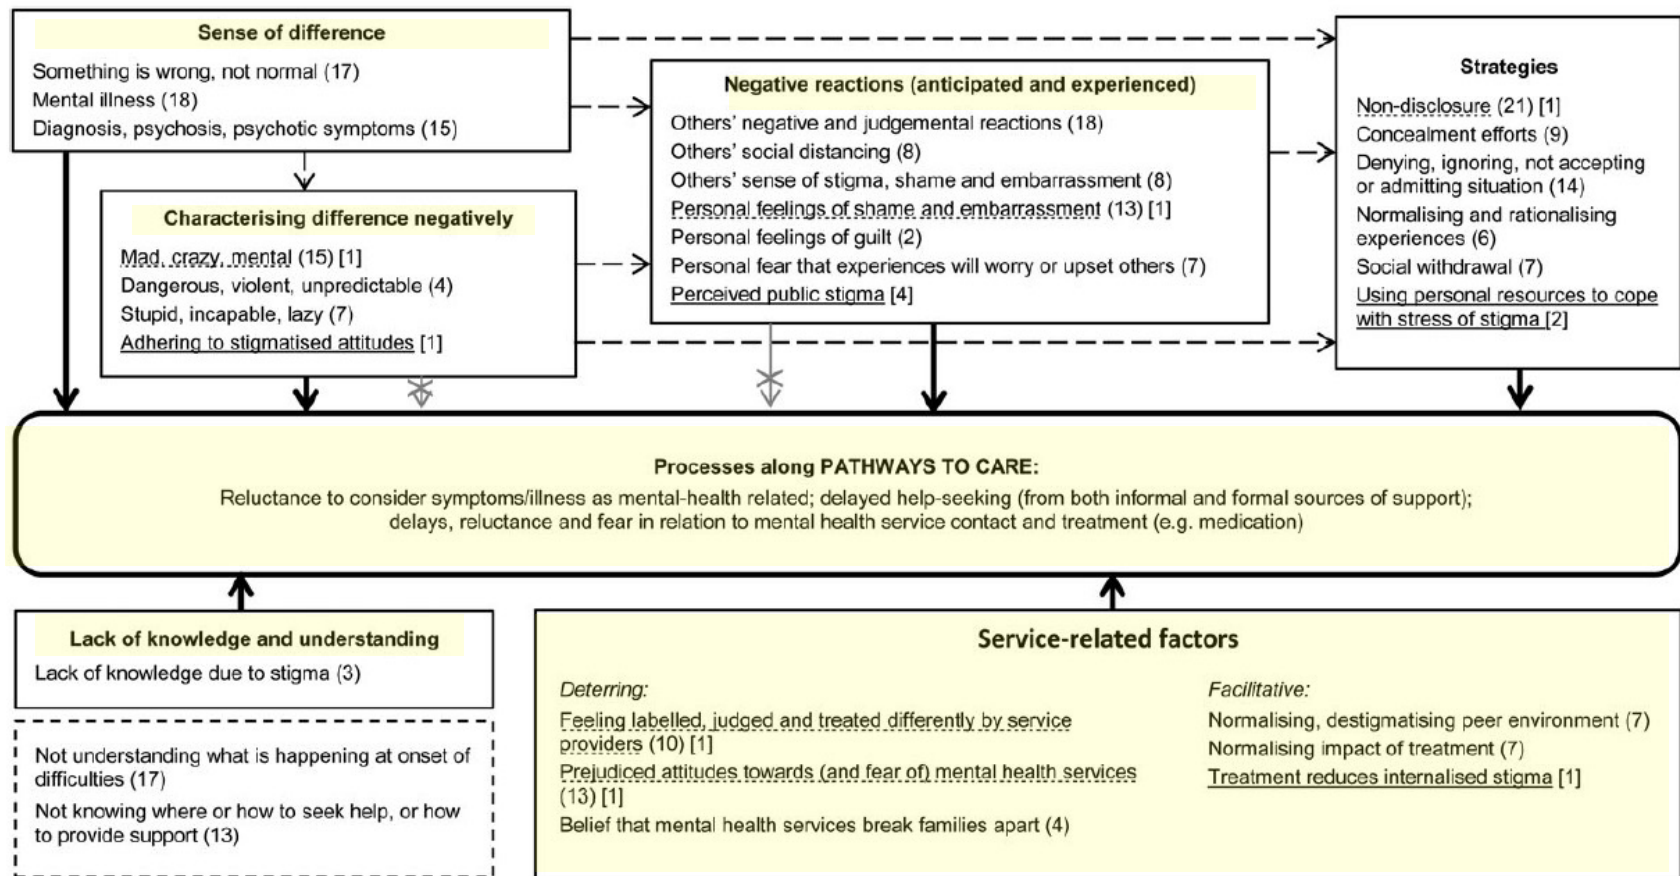 Sense of difference
Something is wrong, not normal (17)
Mental illness (18)
Diagnosis, psychosis, psychotic symptoms (15)
Characterising difference negatively
Mad, crazy, mental (15) [1]
Dangerous, violent, unpredictable (4)
Stupid, incapable, lazy (7)
Adhering to stigmatised attitudes [1]
Negative reactions (anticipated and experienced)
Others' negative and judgemental reactions (18)
Others' social distancing (8)
Others' sense of stigma, shame and embarrassment (8)
Personal feelings of shame and embarrassment (13) [1]
Personal feelings of guilt (2)
Personal fear that experiences will worry or upset others (7)
Perceived public stigma [4]
Strategies
Non-disclosure (21) [1]
Concealment efforts (9)
Denying, ignoring, not accepting
or admitting situation (14)
Normalising and rationalising
experiences (6)
Social withdrawal (7)
Using personal resources to cope
with stress of stigma [2]
Processes along PATHWAYS TO CARE:
Reluctance to consider symptoms/illness as mental-health related; delayed help-seeking (from both informal and formal sources of support);
delays, reluctance and fear in relation to mental health service contact and treatment (e.g. medication)
Lack of knowledge and understanding
Lack of knowledge due to stigma (3)
Not understanding what is happening at onset of
difficulties (17)
Not knowing where or how to seek help, or how
to provide support (13)
Service-related factors
Deterring:
Feeling labelled, judged and treated differently by service
providers (10) [1]
Prejudiced attitudes towards (and fear of) mental health services
(13) [1]
Belief that mental health services break families apart (4)
Facilitative:
Normalising, destigmatising peer environment (7)
Normalising impact of treatment (7)
Treatment reduces internalised stigma [1]